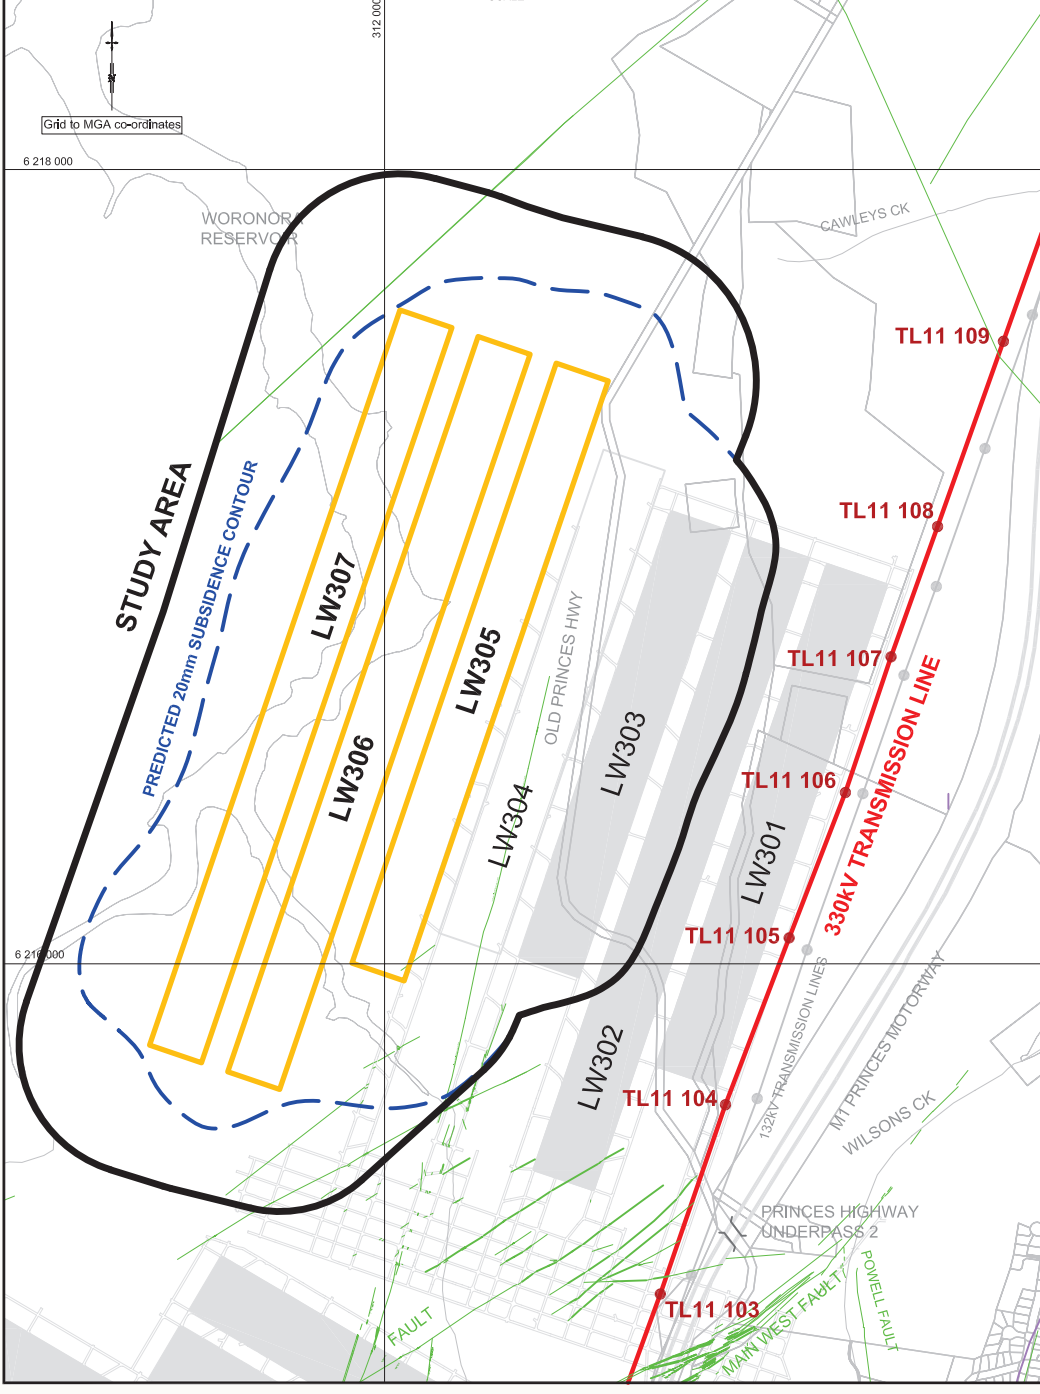 312 000
Grid to MGA co-ordinates
6 218 000
WORONORA
RESERVOIR
CAWLEYS CK
TL11 109
STUDY AREA
PREDICTED 20mm SUBSIDENCE CONTOUR
TL11 108
LW307
OLD PRINCES HWY
LW305
TL11 107
330kV TRANSMISSION LINE
LW303
LW306
TL11 106
LW304
LW301
TL11 105
6 216 000
132kV TRANSMISSION LINES
M1 PRINCES MOTORWAY
LW302
TL11 104
WILSONS CK
PRINCES HIGHWAY
UNDERPASS 2
TL11 103
FAULT
MAIN WEST FAULT
POWELL FAULT